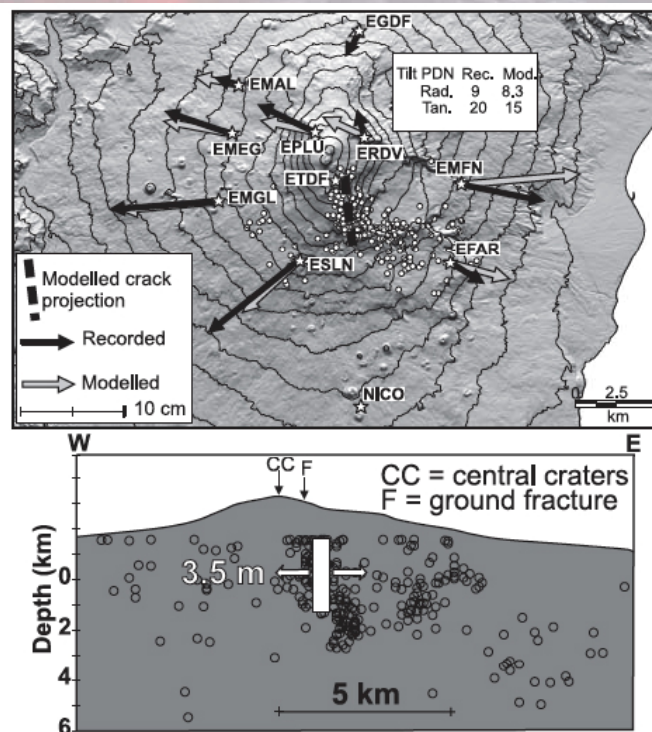 EGDF
EMAL
Tilt PDN Rec. Mod.
Rad. 9 8.3
Tan. 20 15
EMEG
EPLU
ERDV
EMFN
ETDF
EMGL
EFAR
ESLN
Modelled crack
projection
Recorded
Modelled
10 cm
NICO
0 2.5
km
W
E
CC F
CC = central craters
F = ground fracture
3.5 m
Depth (km)
0
2
4
6
5 km